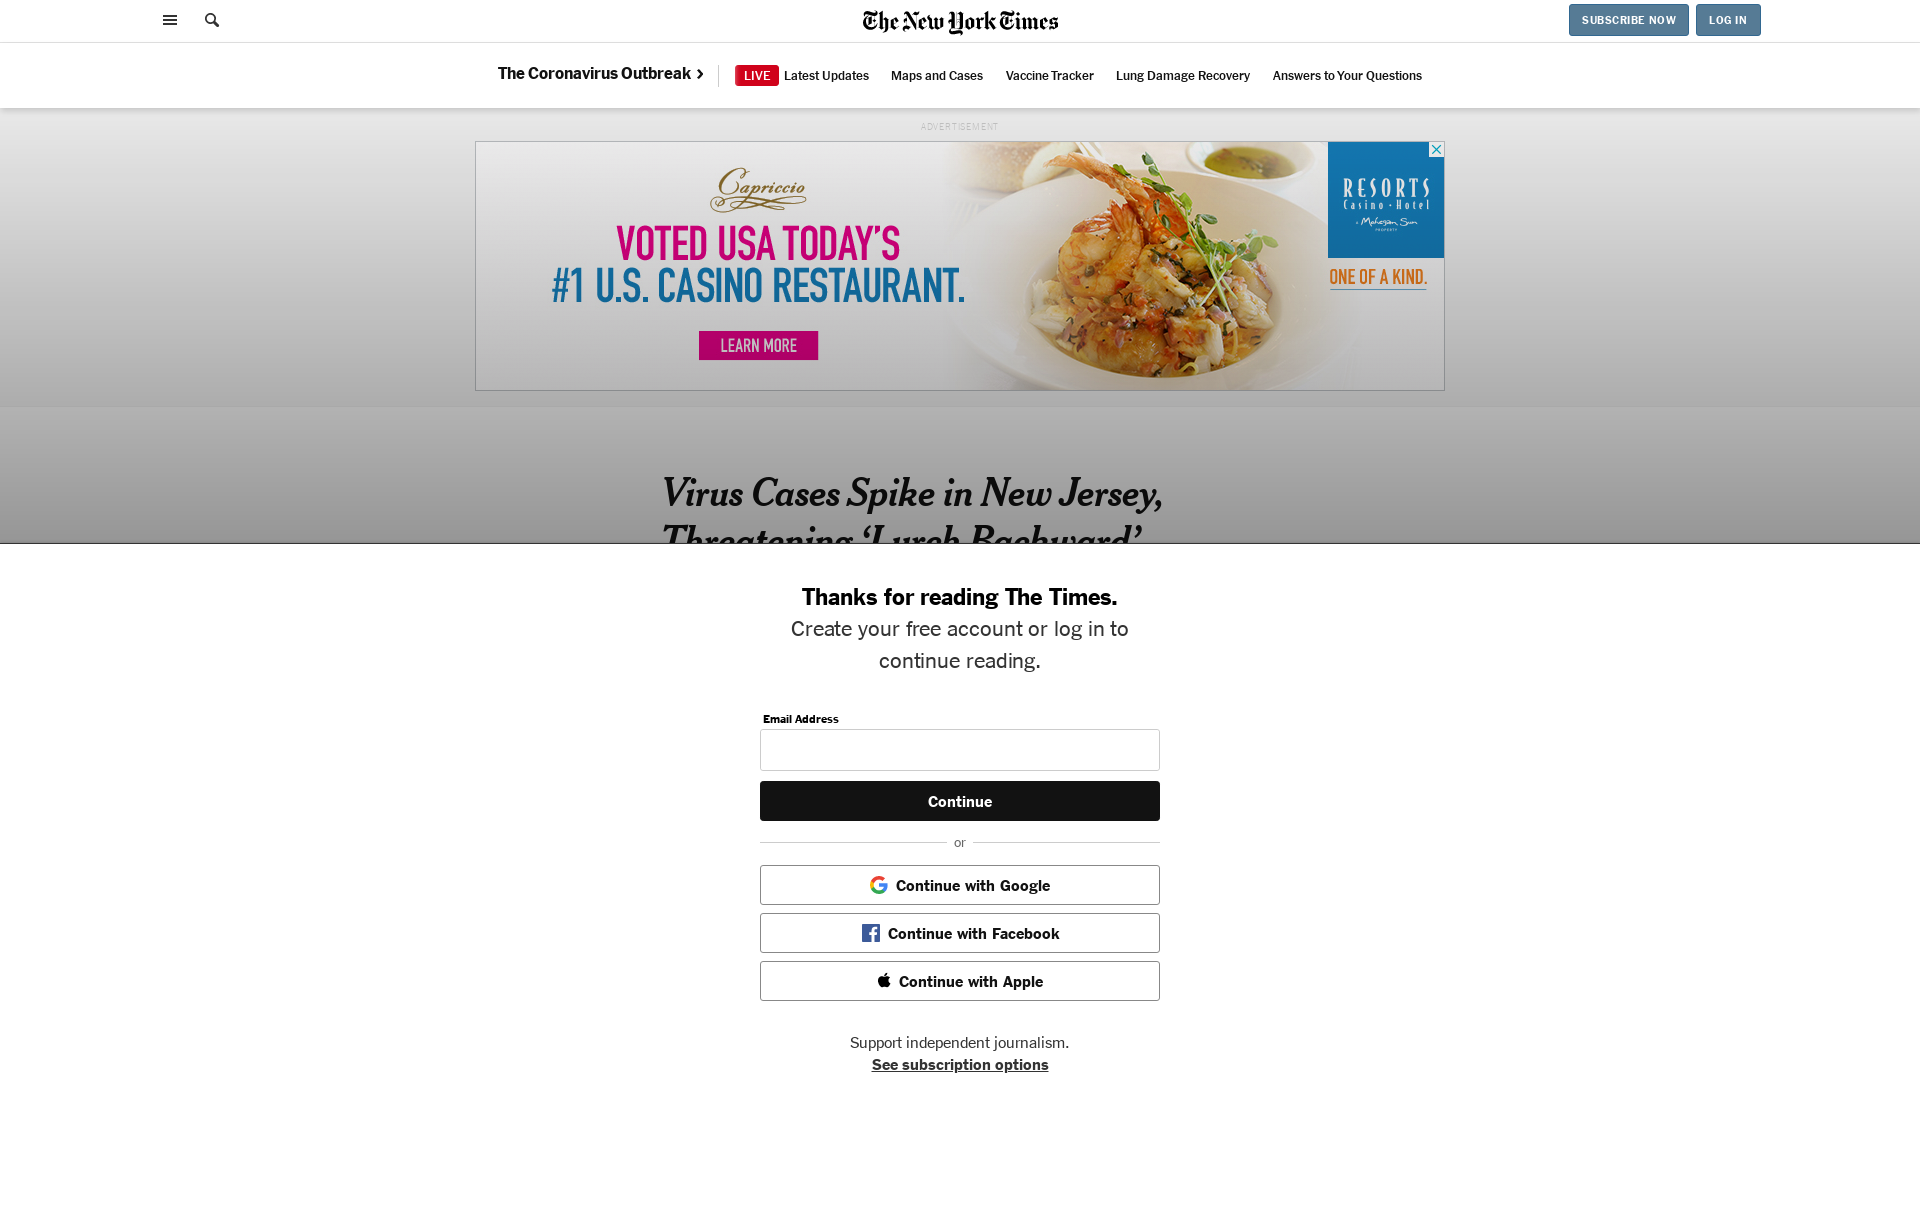 The New York Times
SUBSCRIBE NOW
LOG IN
The Coronavirus Outbreak
LIVE Latest Updates
Maps and Cases
Vaccine Tracker
Lung Damage Recovery
Answers to Your Questions
ADVERTISEMENT
Capriccio
VOTED USA TODAY'S
#1 U.S. CASINO RESTAURANT.
LEARN MORE
RESORTS
Casino • Hotel
a Mohegan Sun
PROPERTY
ONE OF A KIND.
Virus Cases Spike in New Jersey,
Threatening ‘Lurch Backward’
Thanks for reading The Times.
Create your free account or log in to
continue reading.
Email Address
Continue
or
Continue with Google
Continue with Facebook
Continue with Apple
Support independent journalism.
See subscription options